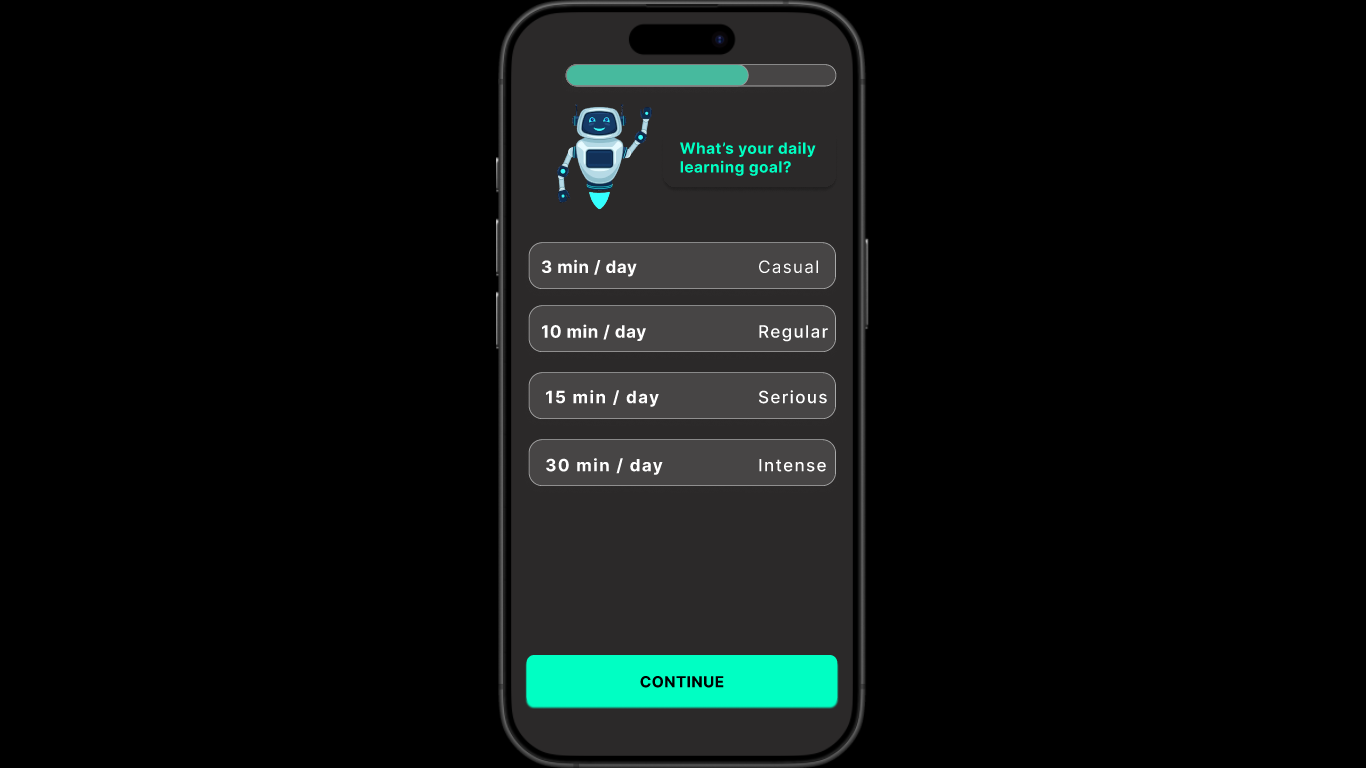 What's your daily
learning goal?
3 min / day Casual
10 min / day Regular
15 min / day Serious
30 min / day Intense
CONTINUE